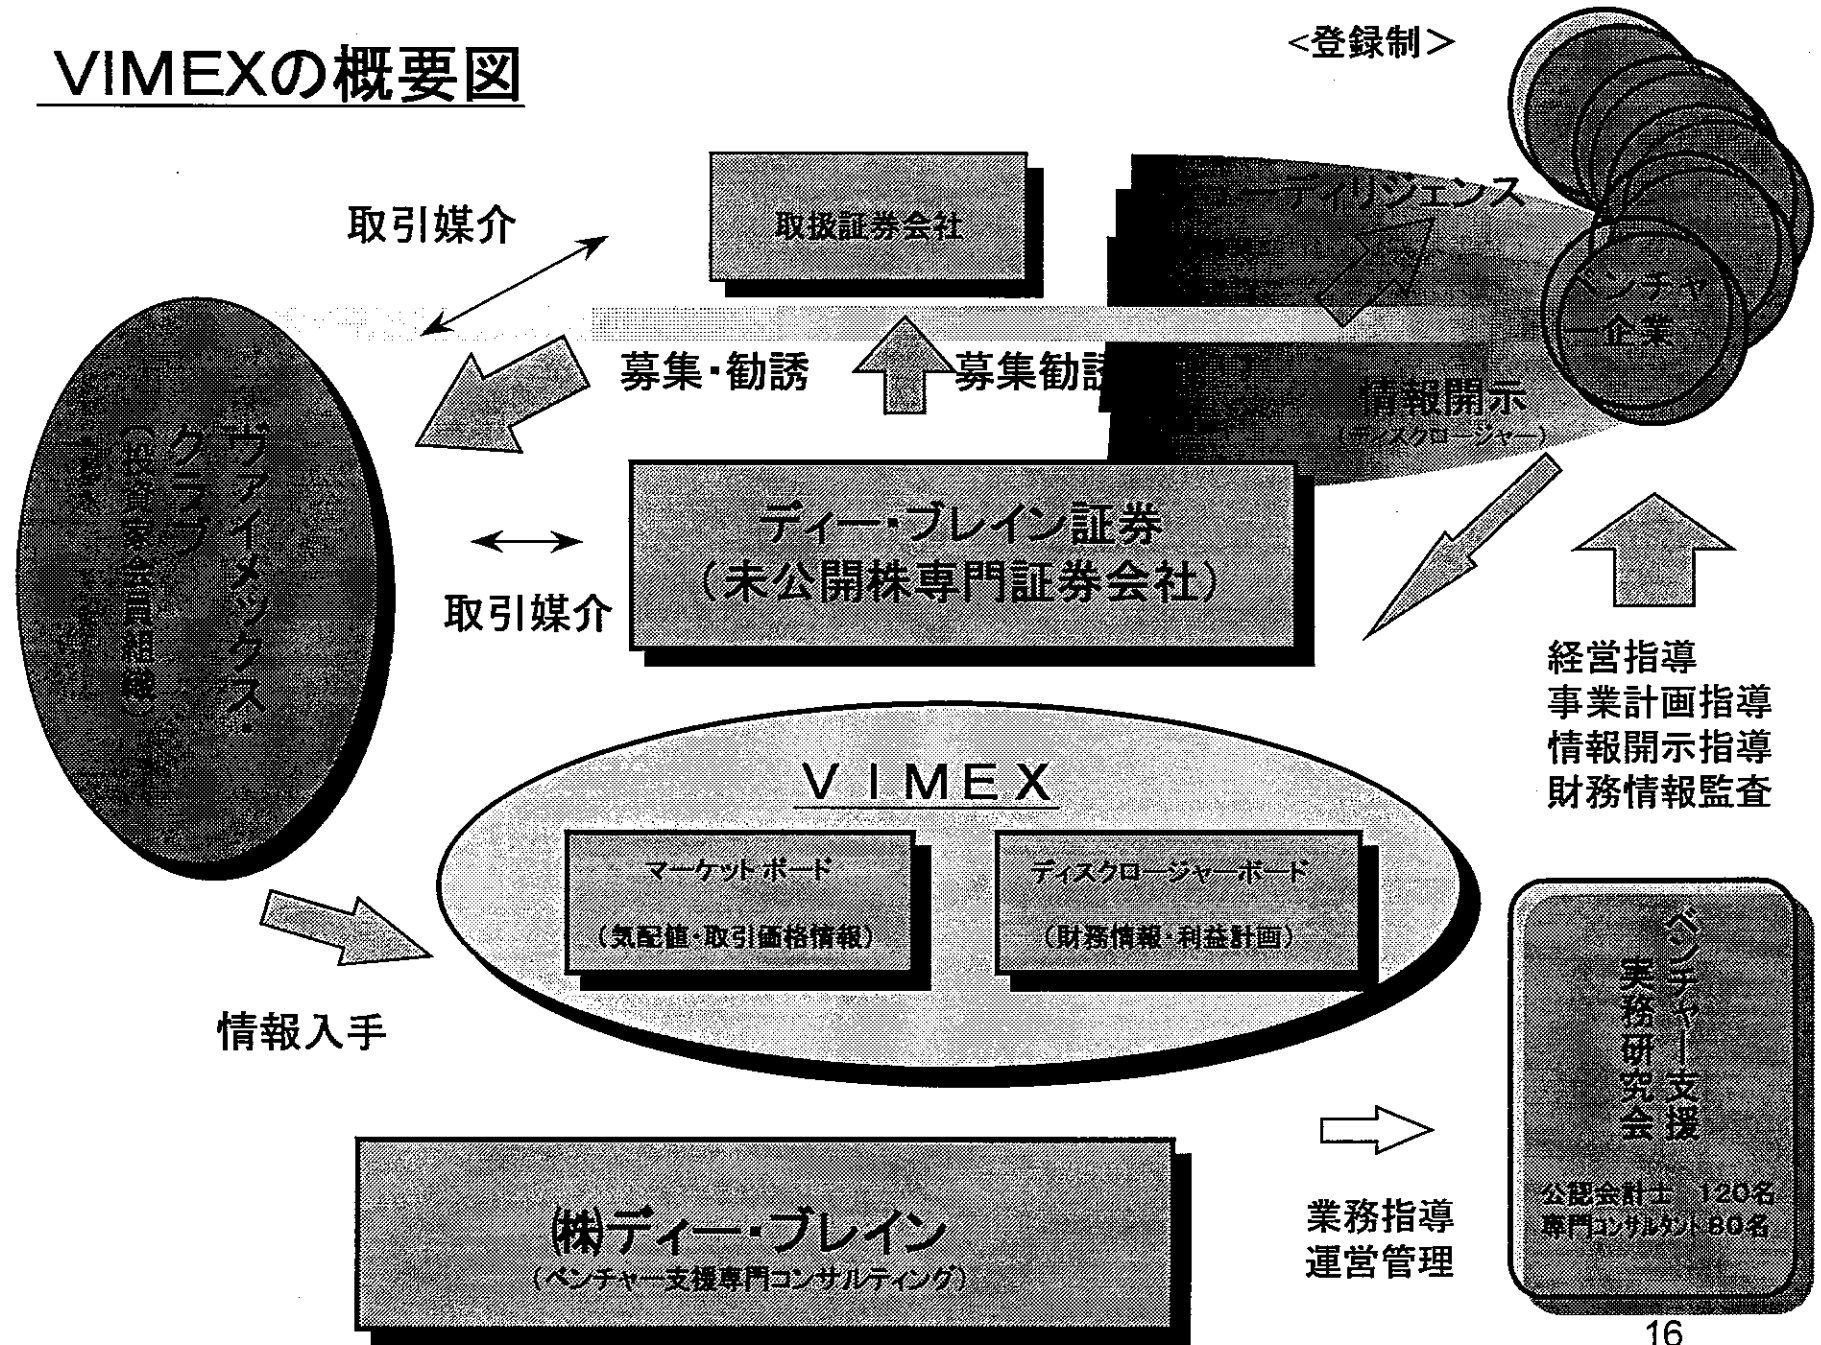 VIMEXの概要図
<登録制>
取引媒介
取扱証券会社
ューディリジェンス
ベンチャ
ー企業
募集・勧誘
募集勧誘
情報開示
(ディスクロージャー)
ヴァイメックス・
クラブ
(投資家会員組織)
ディー・ブレイン証券
(未公開株専門証券会社)
取引媒介
経営指導
事業計画指導
情報開示指導
財務情報監査
VIMEX
マーケットボード
(気配値・取引価格情報)
ディスクロージャーボード
(財務情報・利益計画)
情報入手
ベンチャー支援
実務研究会
公認会計士 120名
専門コンサルタント 80名
㈱ディー・ブレイン
(ベンチャー支援専門コンサルティング)
業務指導
運営管理
16